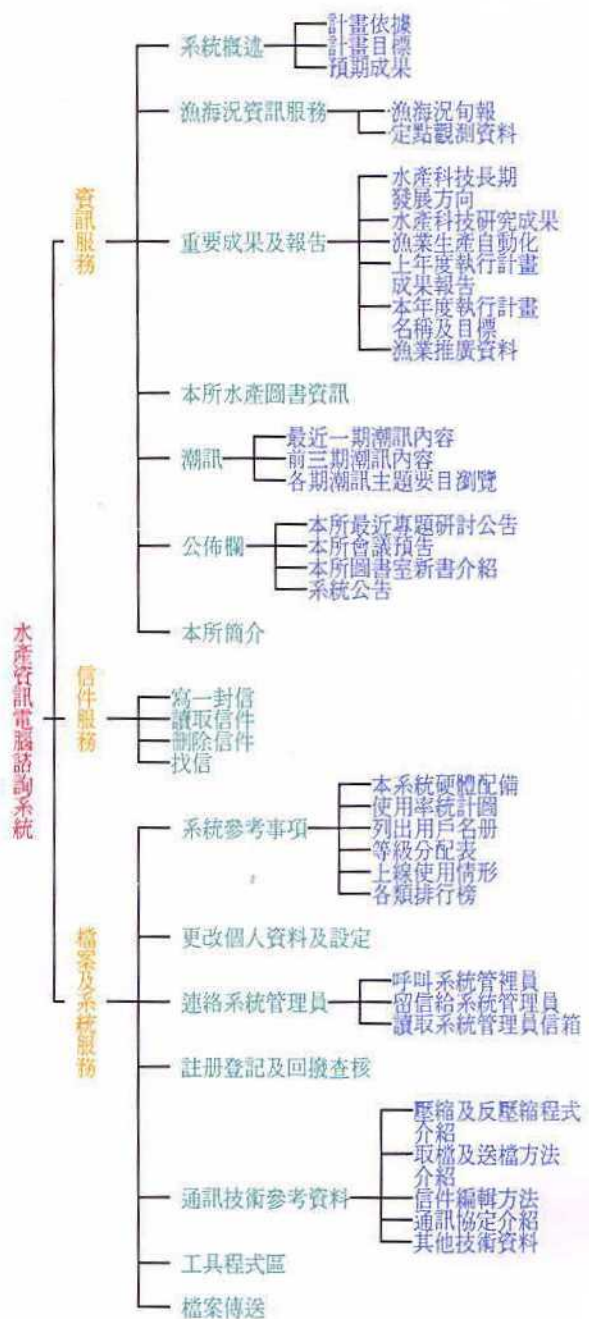 水產資訊電腦諮詢系統
資訊服務
系統概述
計畫依據
計畫目標
預期成果
漁海況資訊服務
漁海況旬報
定點觀測資料
重要成果及報告
水產科技長期
發展方向
水產科技研究成果
漁業生產自動化
上年度執行計畫
成果報告
本年度執行計畫
名稱及目標
漁業推廣資料
本所水產圖書資訊
潮訊
最近一期潮訊內容
前三期潮訊內容
各期潮訊主題要目瀏覽
公佈欄
本所最近專題研討公告
本所會議預告
本所圖書室新書介紹
系統公告
本所簡介
信件服務
寫一封信
讀取信件
刪除信件
找信
檔案及系統服務
系統參考事項
本系統硬體配備
使用率統計圖
列出用戶名冊
等級分配表
上線使用情形
各類排行榜
更改個人資料及設定
連絡系統管理員
呼叫系統管裡員
留信給系統管理員
讀取系統管理員信箱
註冊登記及回撥查核
通訊技術參考資料
壓縮及反壓縮程式
介紹
取檔及送檔方法
介紹
信件編輯方法
通訊協定介紹
其他技術資料
工具程式區
檔案傳送